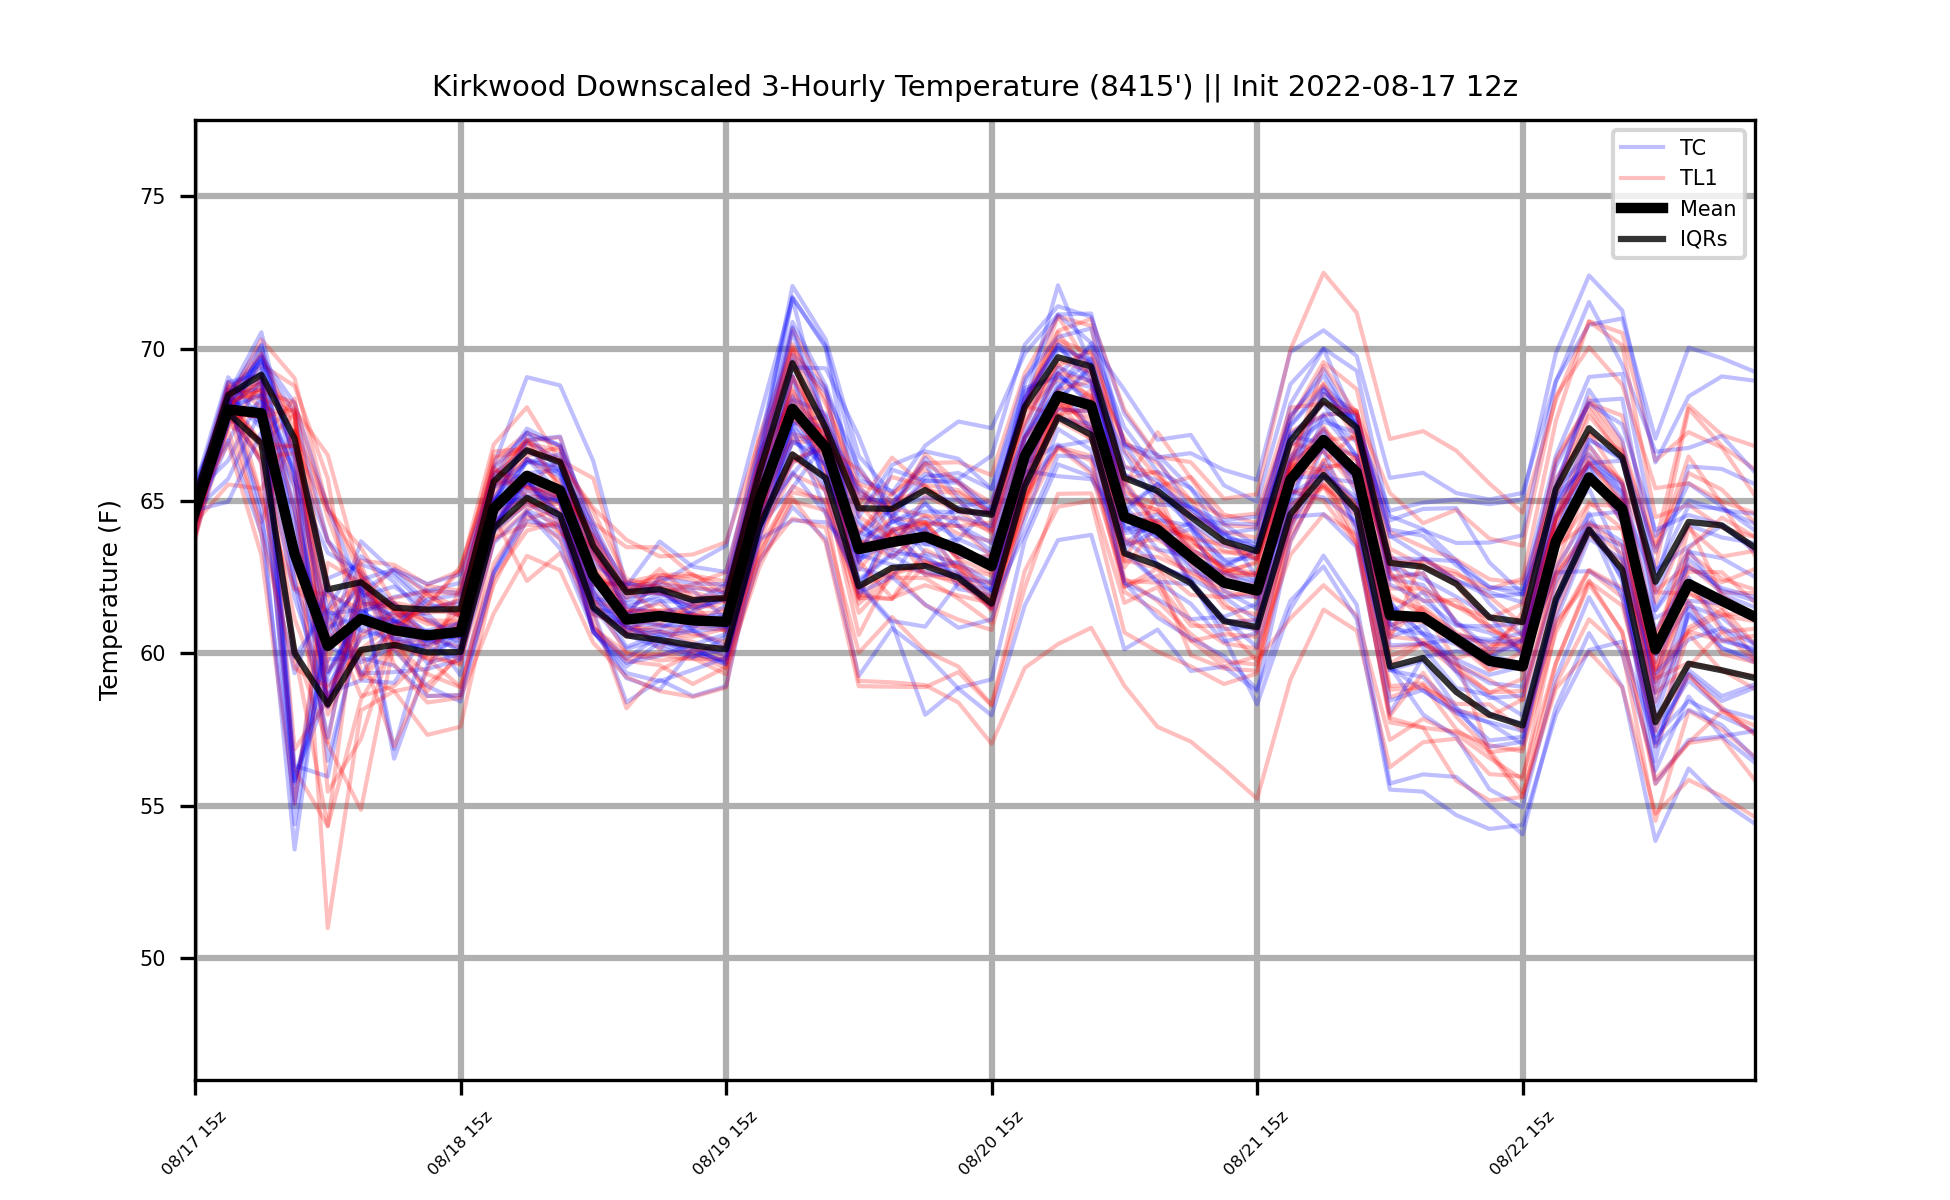 Kirkwood Downscaled 3-Hourly Temperature (8415') || Init 2022-08-17 12z
TC
TL1
Mean
IQRs
Temperature (F)
75
70
65
60
55
50
08/17 15z
08/18 15z
08/19 15z
08/20 15z
08/21 15z
08/22 15z